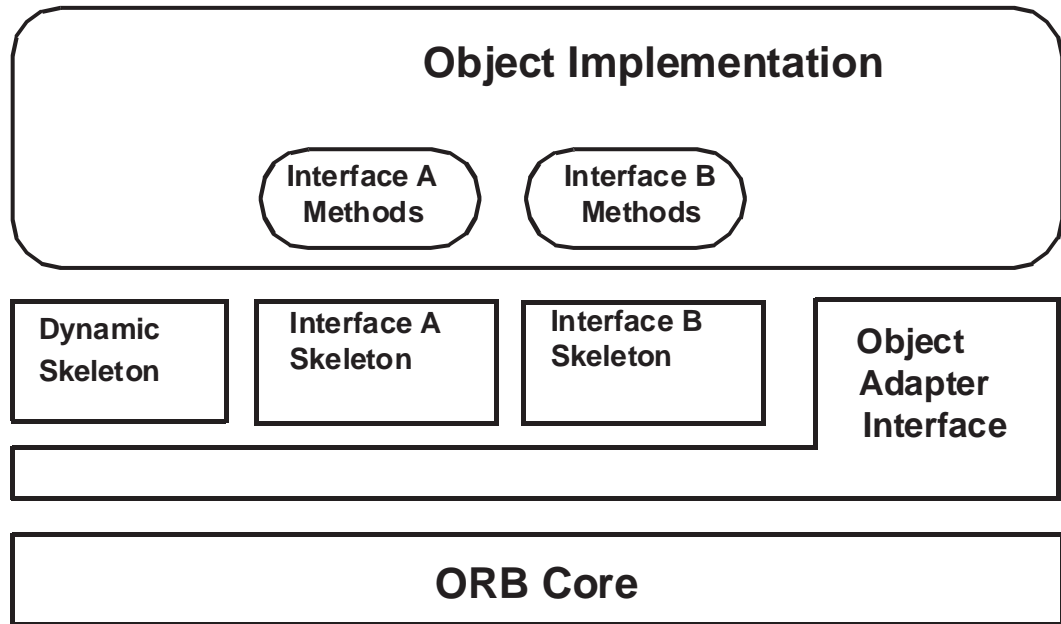 Object Implementation
Interface A
Methods
Interface B
Methods
Dynamic
Skeleton
Interface A
Skeleton
Interface B
Skeleton
Object
Adapter
Interface
ORB Core